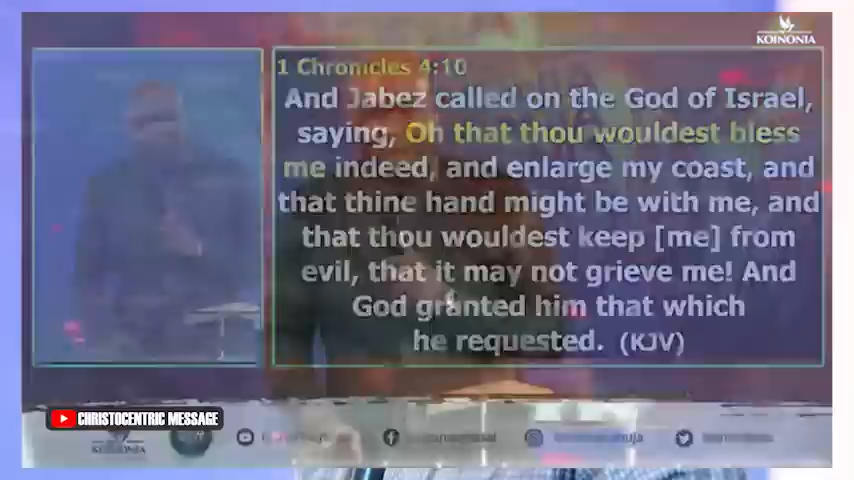 KOINONIA
1 Chronicles 4:10
And Jabez called on the God of Israel,
saying, Oh that thou wouldest bless
me indeed, and enlarge my coast, and
that thine hand might be with me, and
that thou wouldest keep [me] from
evil, that it may not grieve me! And
God granted him that which
he requested. (KJV)
CHRISTOCENTRIC MESSAGE
KOINONIA